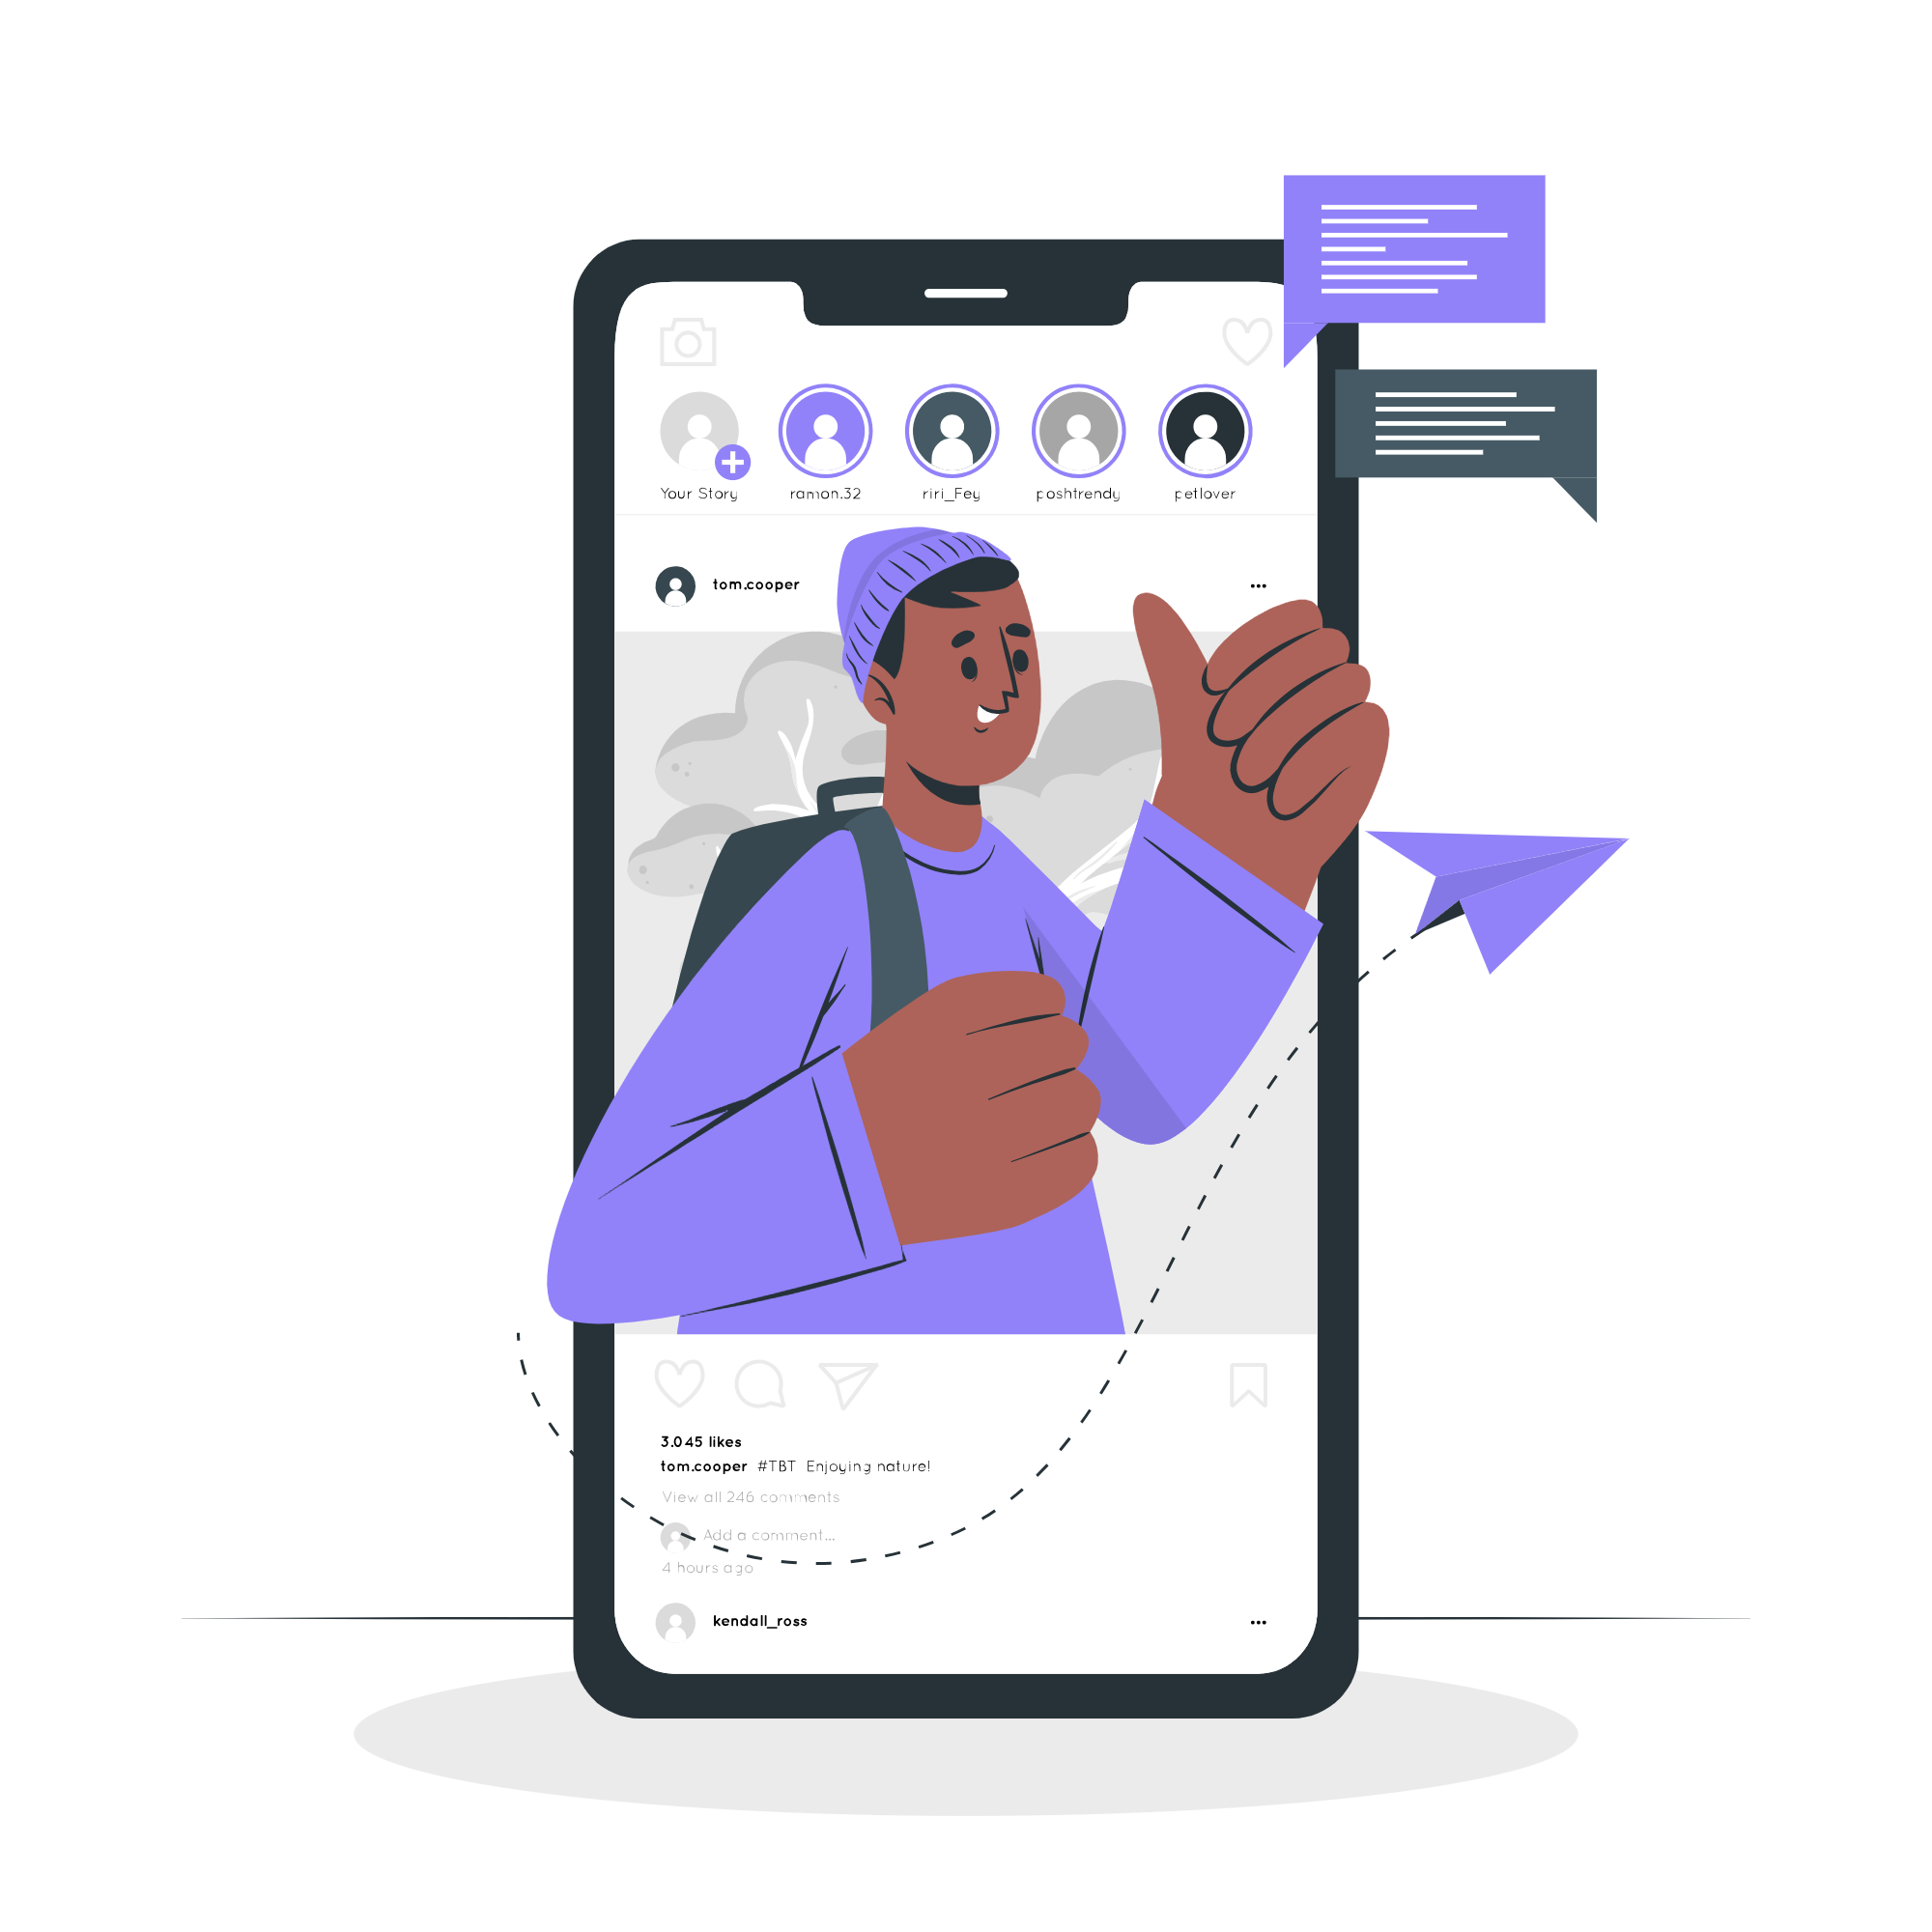 Your Story ramon.32 riri_Fey poshtrendy petlover
tom.cooper
3.045 likes
tom.cooper #TBT Enjoying nature!
View all 246 comments
Add a comment...
4 hours ago
kendall_ross